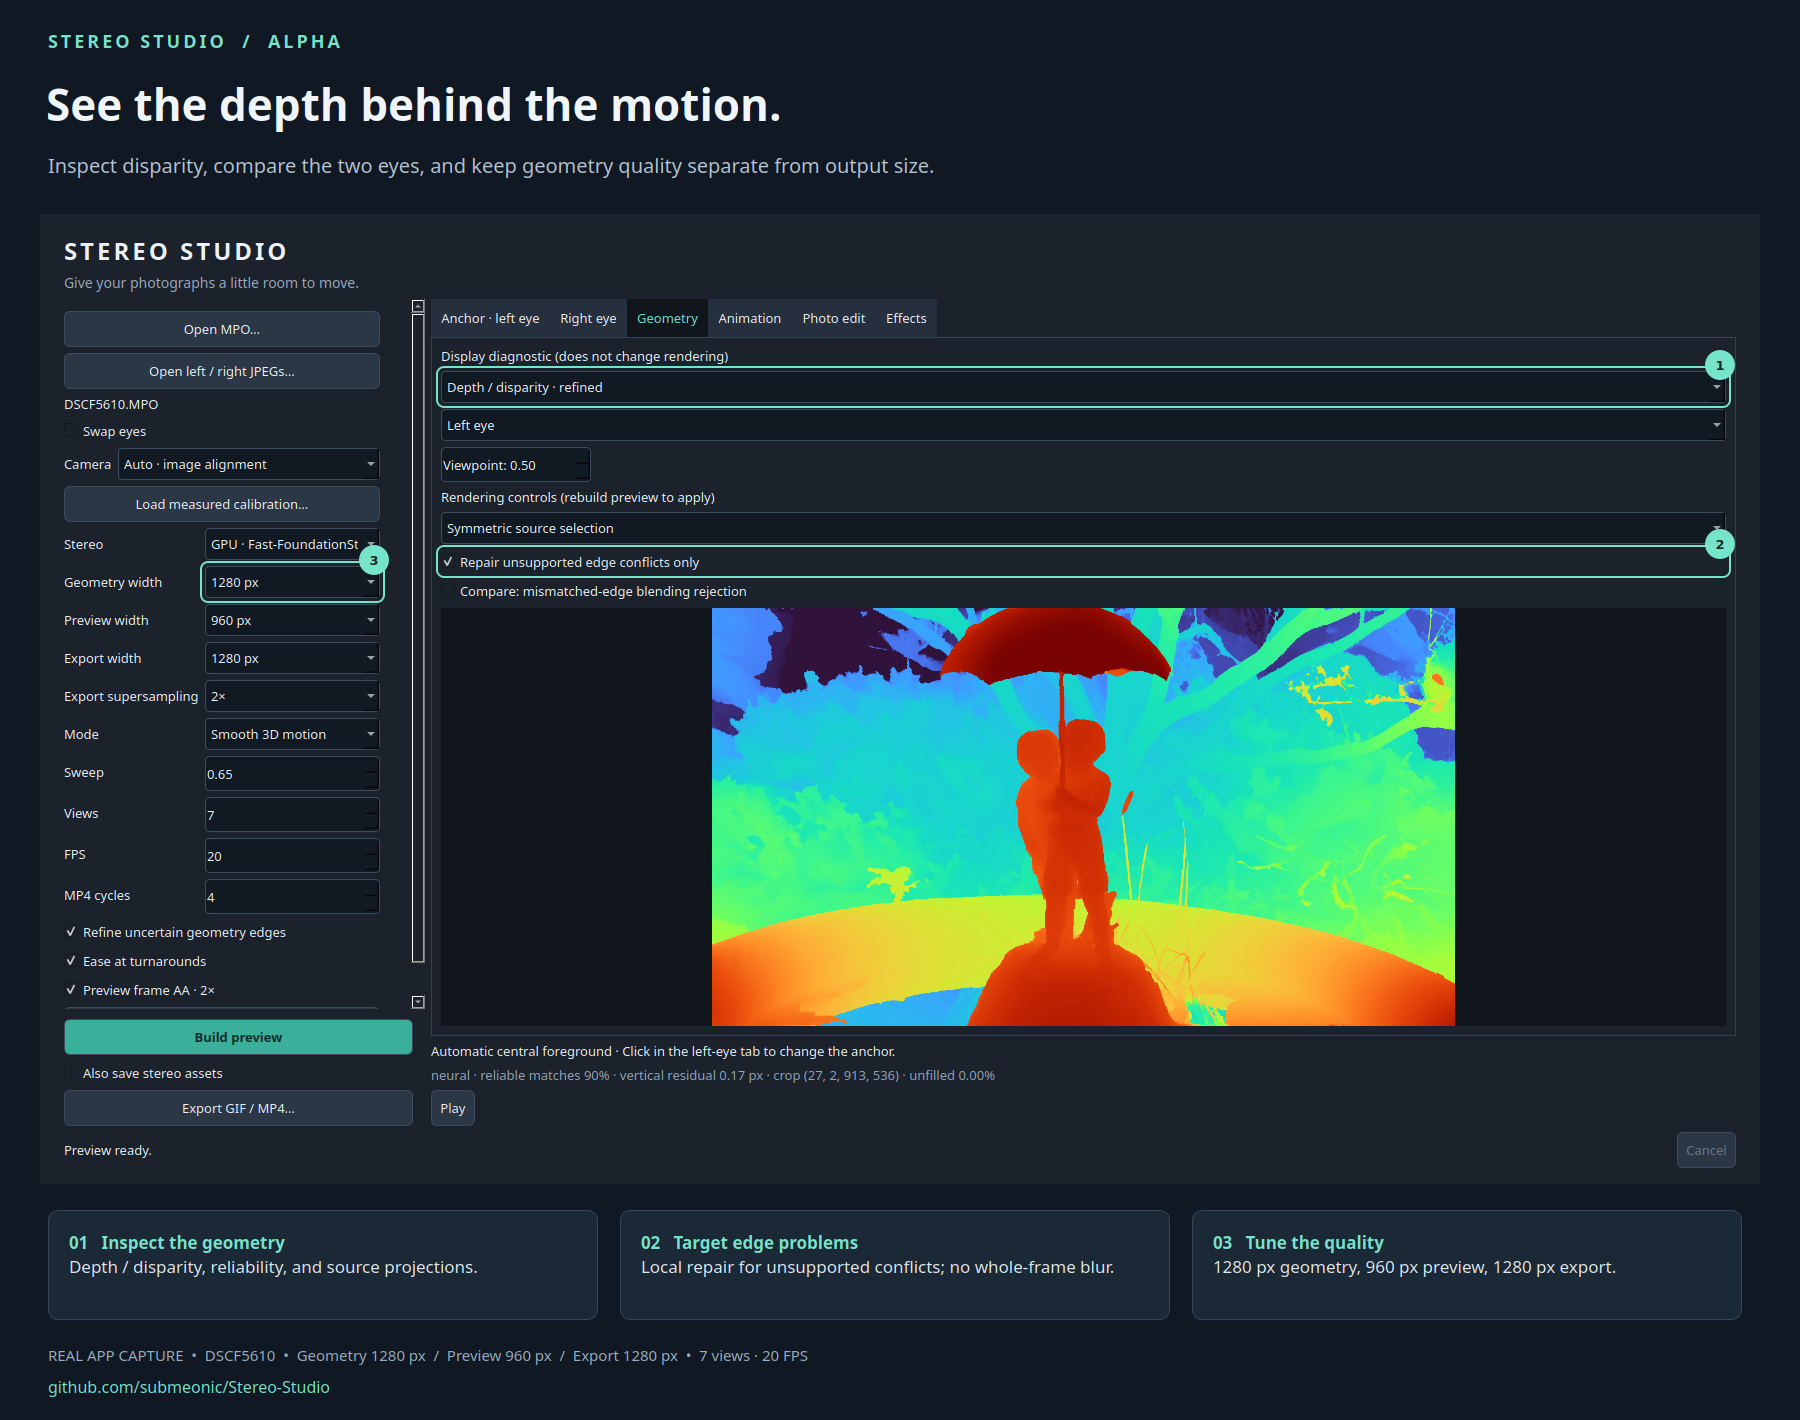 STEREO STUDIO / ALPHA
See the depth behind the motion.
Inspect disparity, compare the two eyes, and keep geometry quality separate from output size.
STEREO STUDIO
Give your photographs a little room to move.
Open MPO...
Open left / right JPEGs...
DSCF5610.MPO
Swap eyes
Camera Auto · image alignment
Load measured calibration...
Stereo GPU · Fast-FoundationSt
3
Geometry width 1280 px
Preview width 960 px
Export width 1280 px
Export supersampling 2×
Mode Smooth 3D motion
Sweep 0.65
Views 7
FPS 20
MP4 cycles 4
Refine uncertain geometry edges
Ease at turnarounds
Preview frame AA · 2×
Build preview
Also save stereo assets
Export GIF / MP4...
Preview ready.
Anchor · left eye Right eye Geometry Animation Photo edit Effects
Display diagnostic (does not change rendering)
1
Depth / disparity · refined
Left eye
Viewpoint: 0.50
Rendering controls (rebuild preview to apply)
Symmetric source selection
2
Repair unsupported edge conflicts only
Compare: mismatched-edge blending rejection
Automatic central foreground · Click in the left-eye tab to change the anchor.
neural · reliable matches 90% · vertical residual 0.17 px · crop (27, 2, 913, 536) · unfilled 0.00%
Play
Cancel
01 Inspect the geometry
Depth / disparity, reliability, and source projections.
02 Target edge problems
Local repair for unsupported conflicts; no whole-frame blur.
03 Tune the quality
1280 px geometry, 960 px preview, 1280 px export.
REAL APP CAPTURE • DSCF5610 • Geometry 1280 px / Preview 960 px / Export 1280 px • 7 views · 20 FPS
github.com/submeonic/Stereo-Studio